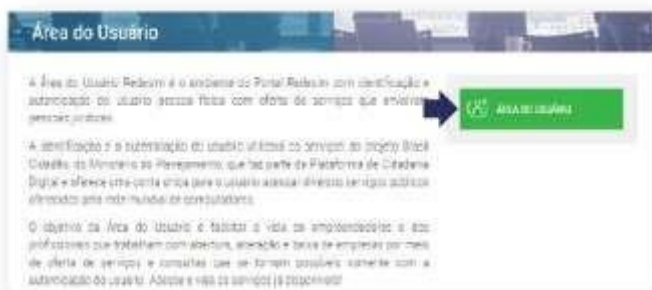 Área do Usuário
A Área do Usuário Redesim é o ambiente do Portal Redesim com identificação e
autenticação do usuário pessoa física com oferta de serviços que envolvem
pessoas jurídicas.
ÁREA DO USUÁRIO
A identificação e a autenticação do usuário utiliza os serviços do projeto Brasil
Cidadão, do Ministério do Planejamento, que faz parte da Plataforma de Cidadania
Digital e oferece uma conta única para o usuário acessar diversos serviços públicos
oferecidos pela rede mundial de computadores.
O objetivo da Área do Usuário é facilitar a vida de empreendedores e dos
profissionais que trabalham com abertura, alteração e baixa de empresas por meio
de oferta de serviços e consultas que se tornam possíveis somente com a
autenticação do usuário. Acesse e veja os serviços já disponíveis!